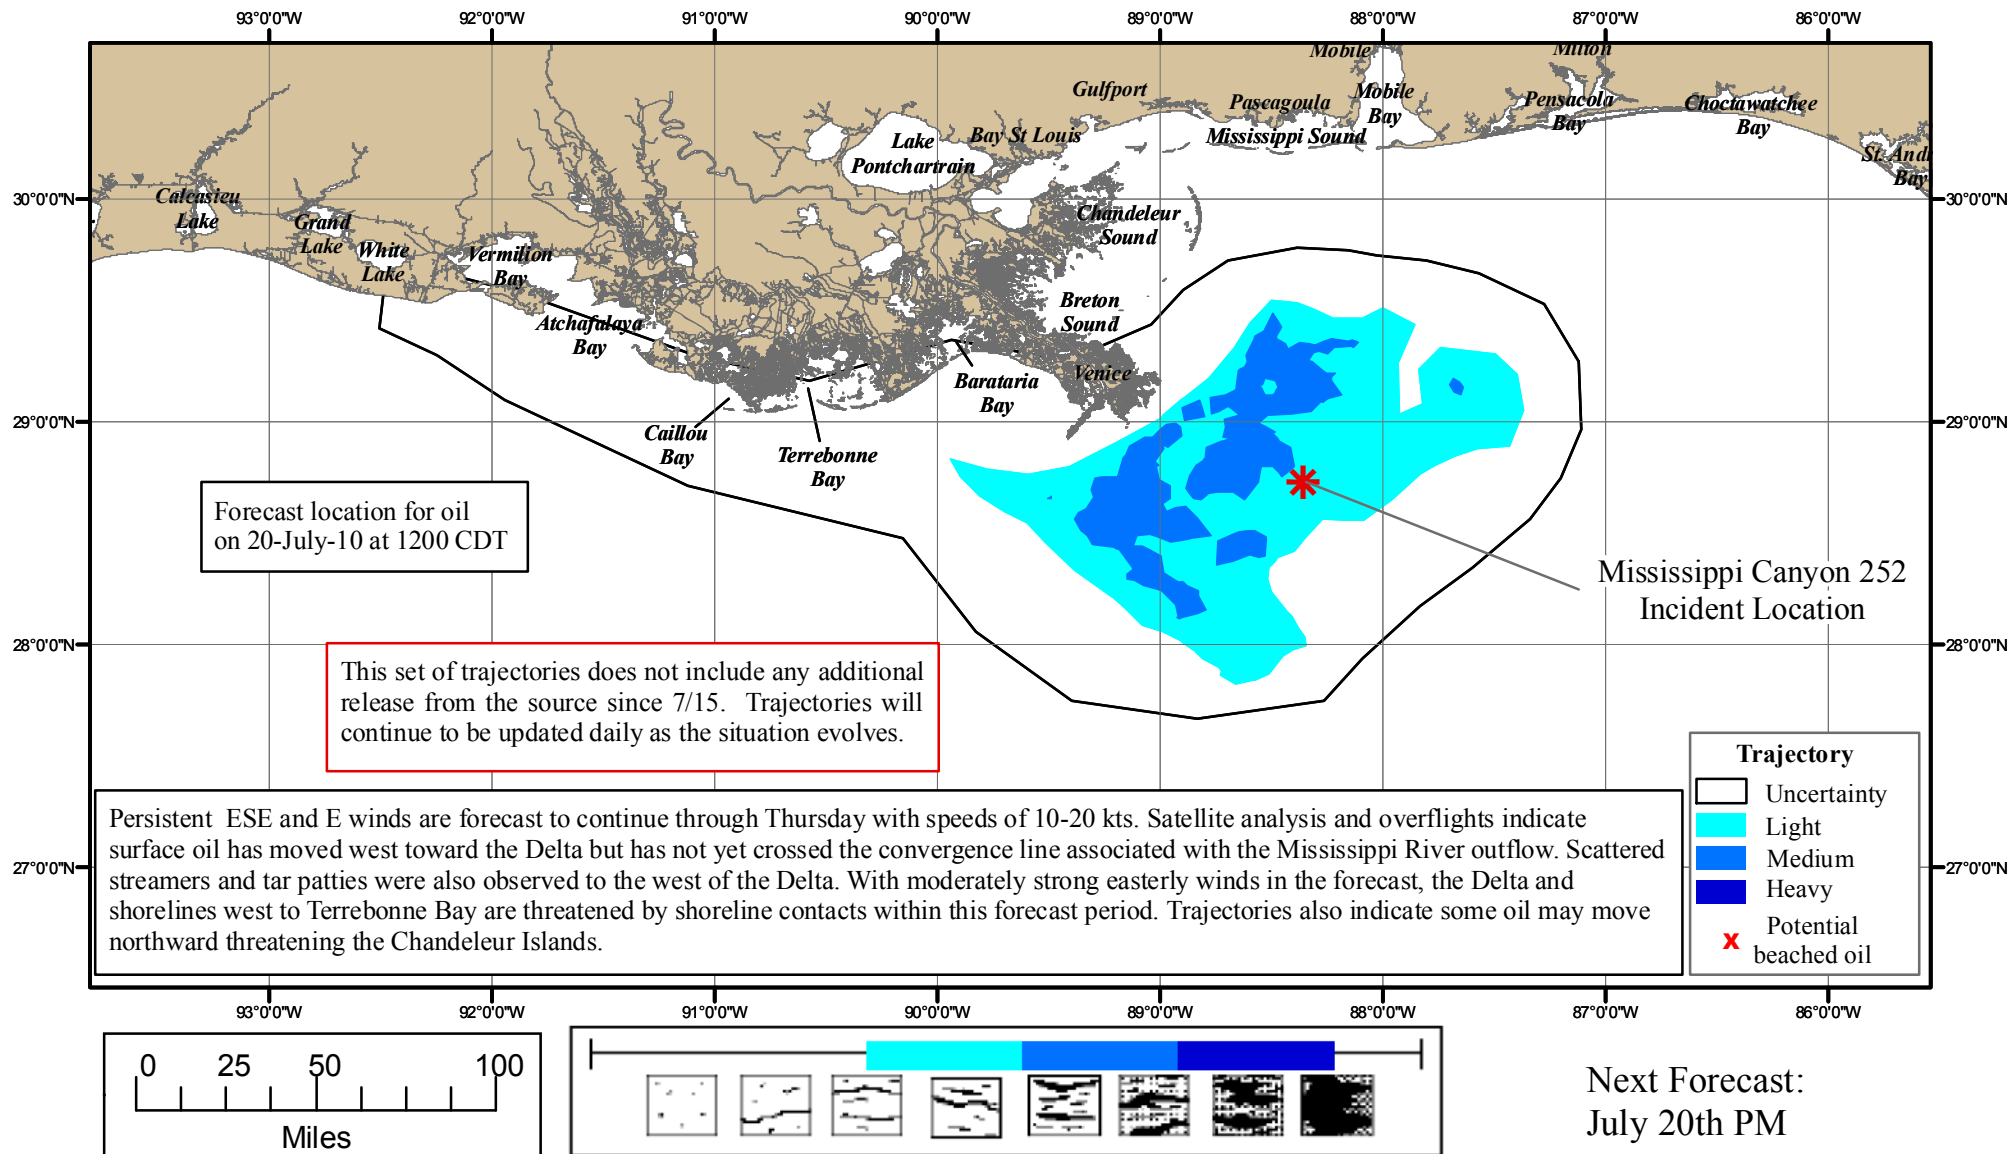 93°0'0"W 92°0'0"W 91°0'0"W 90°0'0"W 89°0'0"W 88°0'0"W 87°0'0"W 86°0'0"W
Mobile
Milton
Gulfport
Pascagoula
Mobile
Bay
Pensacola
Bay
Choctawatchee
Bay
Lake
Pontchartrain
Bay St Louis
Mississippi Sound
St. Andr
Bay
30°0'0"N
30°0'0"N
Calcasieu
Lake
Grand
Lake
White
Lake
Vermilion
Bay
Chandeleur
Sound
Breton
Sound
Atchafalaya
Bay
Venice
Barataria
Bay
29°0'0"N
29°0'0"N
Caillou
Bay
Terrebonne
Bay
Forecast location for oil
on 20-July-10 at 1200 CDT
Mississippi Canyon 252
Incident Location
28°0'0"N
28°0'0"N
This set of trajectories does not include any additional
release from the source since 7/15. Trajectories will
continue to be updated daily as the situation evolves.
Trajectory
Uncertainty
Light
Medium
Heavy
x Potential
beached oil
Persistent ESE and E winds are forecast to continue through Thursday with speeds of 10-20 kts. Satellite analysis and overflights indicate
surface oil has moved west toward the Delta but has not yet crossed the convergence line associated with the Mississippi River outflow. Scattered
streamers and tar patties were also observed to the west of the Delta. With moderately strong easterly winds in the forecast, the Delta and
shorelines west to Terrebonne Bay are threatened by shoreline contacts within this forecast period. Trajectories also indicate some oil may move
northward threatening the Chandeleur Islands.
27°0'0"N
27°0'0"N
93°0'0"W 92°0'0"W 91°0'0"W 90°0'0"W 89°0'0"W 88°0'0"W 87°0'0"W 86°0'0"W
0 25 50 100
Miles
Next Forecast:
July 20th PM